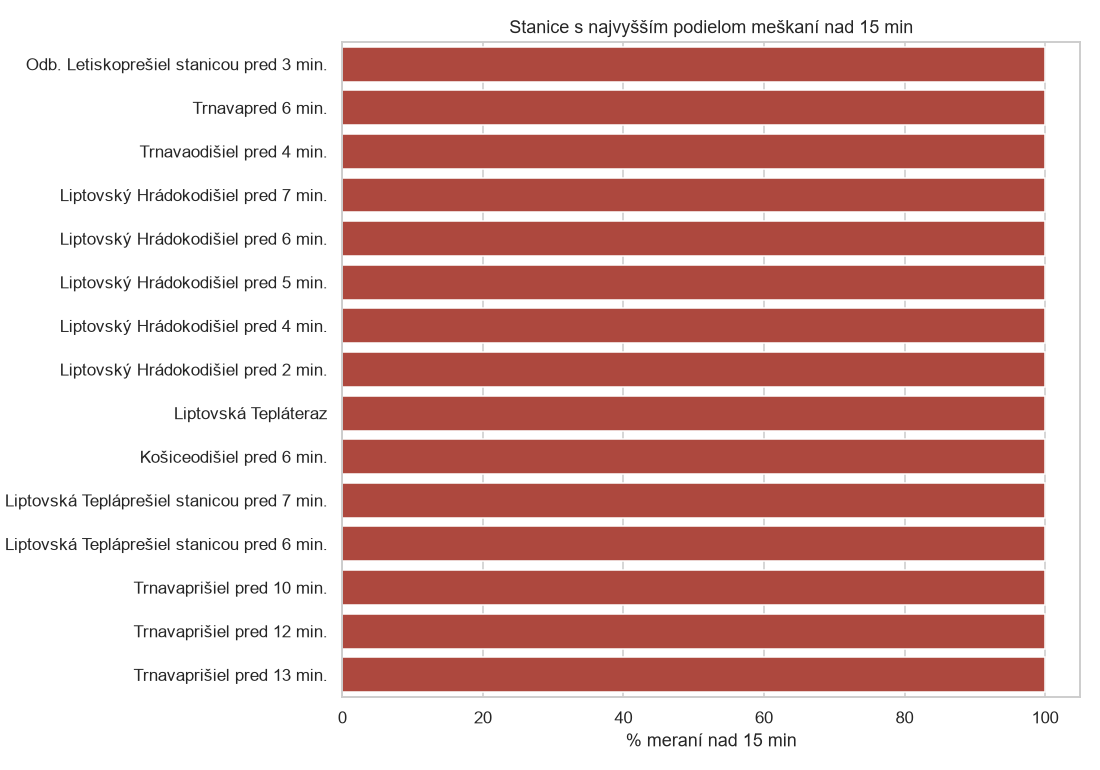 Stanice s najvyšším podielom meškaní nad 15 min
Odb. Letiskoprešiel stanicou pred 3 min.
Trnavapred 6 min.
Trnavaodišiel pred 4 min.
Liptovský Hrádokodišiel pred 7 min.
Liptovský Hrádokodišiel pred 6 min.
Liptovský Hrádokodišiel pred 5 min.
Liptovský Hrádokodišiel pred 4 min.
Liptovský Hrádokodišiel pred 2 min.
Liptovská Tepláteraz
Košiceodišiel pred 6 min.
Liptovská Tepláprešiel stanicou pred 7 min.
Liptovská Tepláprešiel stanicou pred 6 min.
Trnavaprišiel pred 10 min.
Trnavaprišiel pred 12 min.
Trnavaprišiel pred 13 min.
0 20 40 60 80 100
% meraní nad 15 min